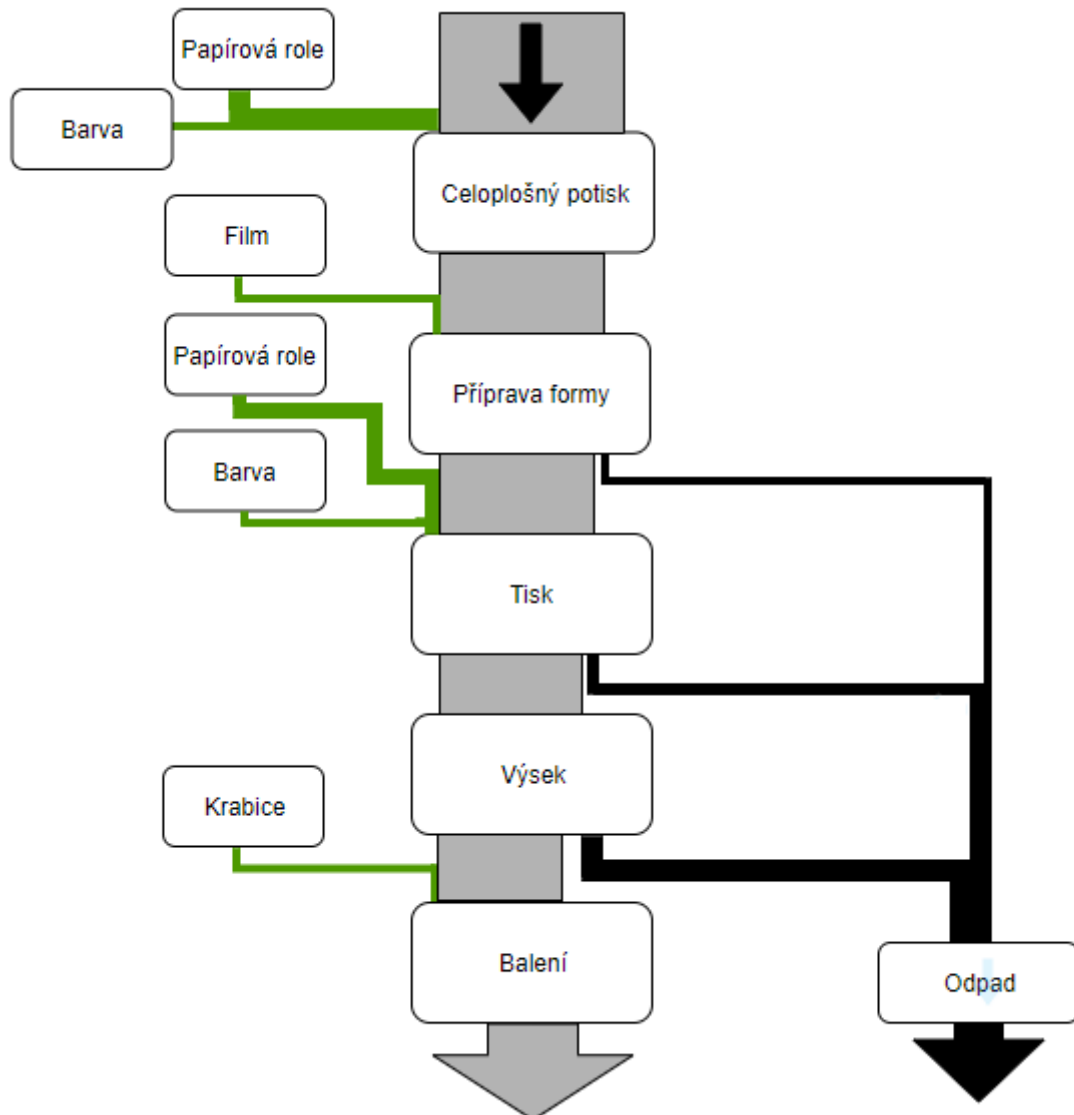 Papírová role
Barva
Celoplošný potisk
Film
Papírová role
Příprava formy
Barva
Tisk
Výsek
Krabice
Balení
Odpad